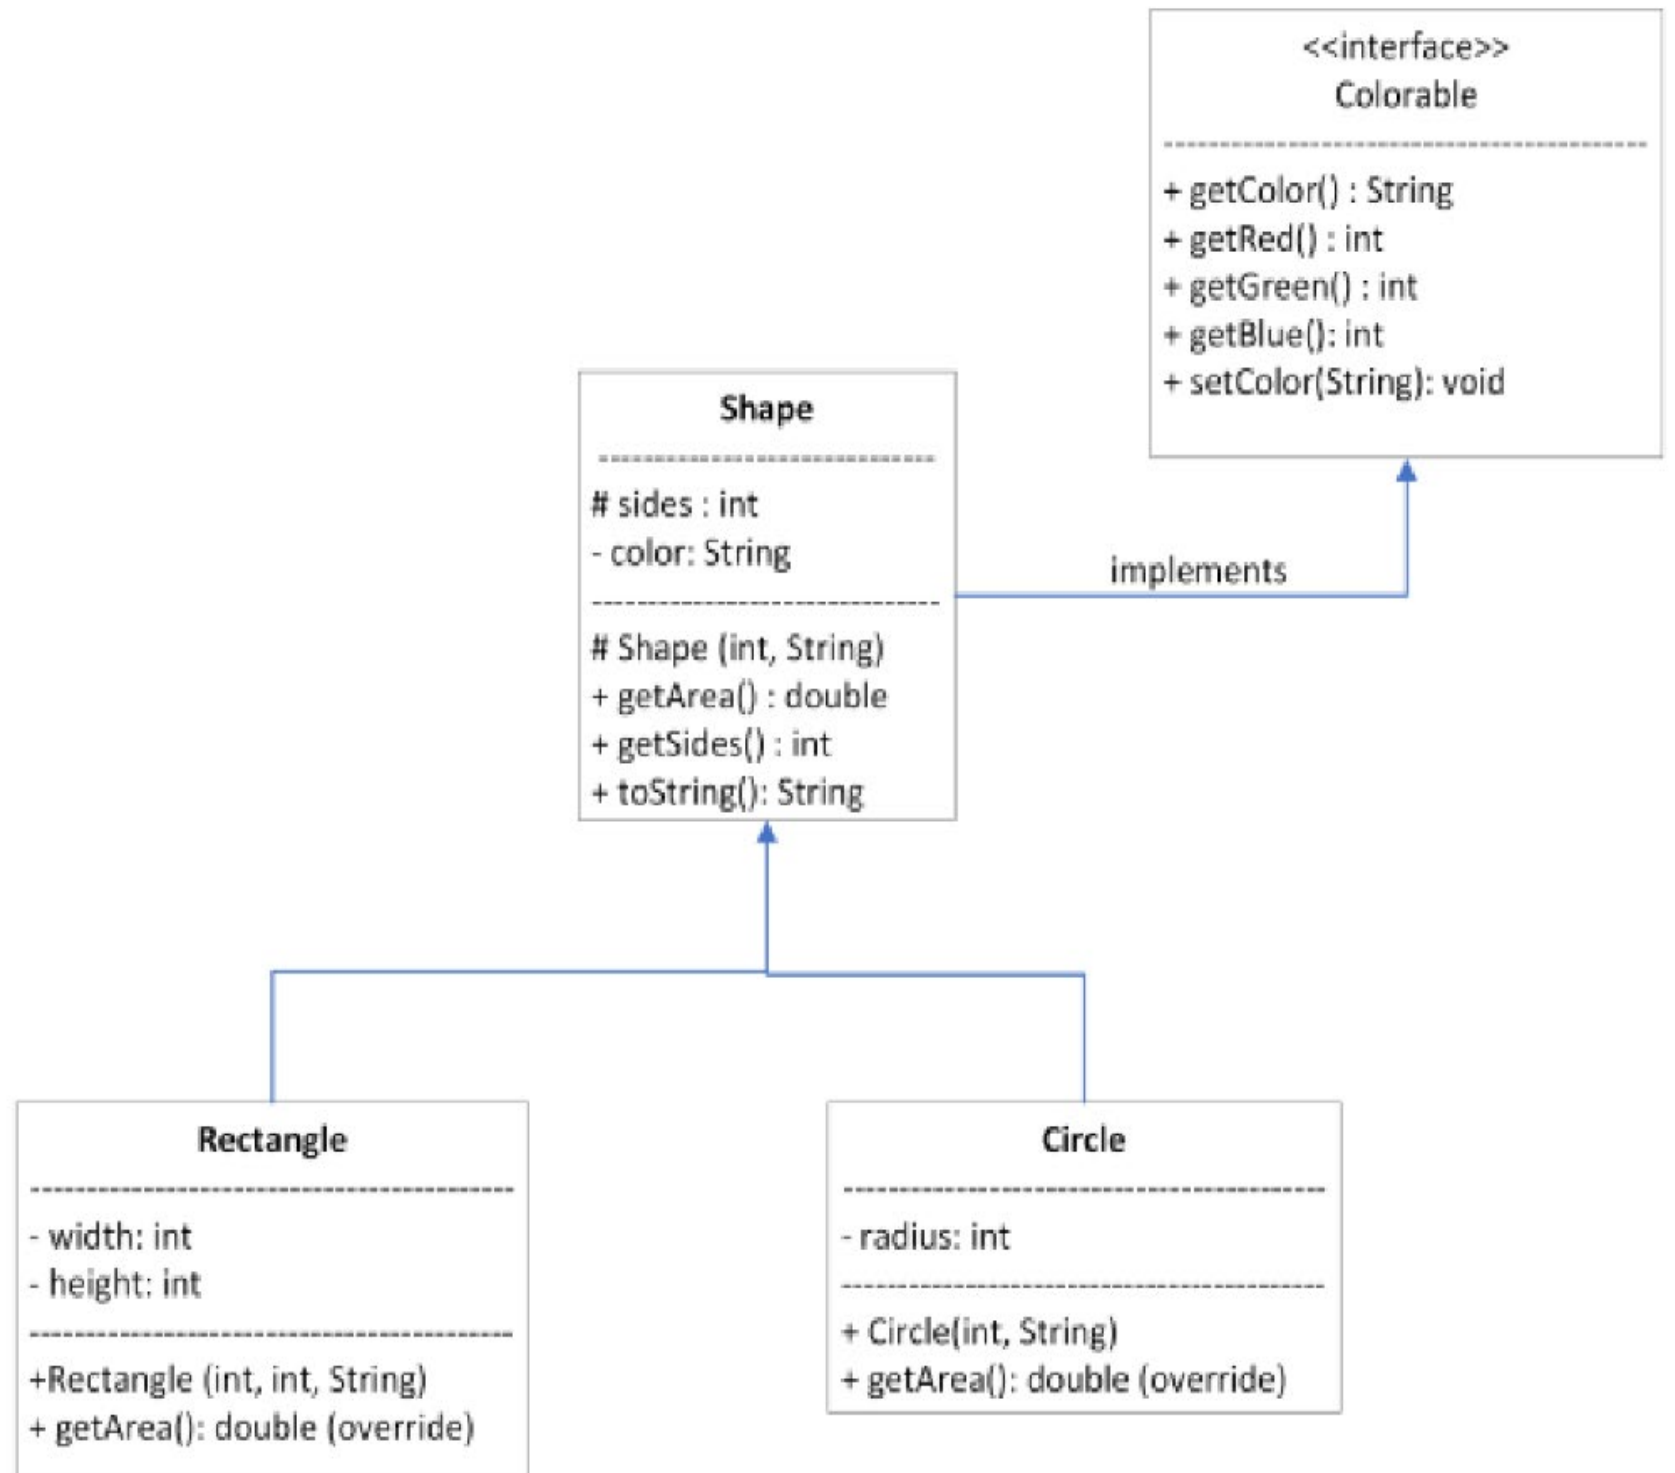 <<interface>>
Colorable
+ getColor() : String
+ getRed() : int
+ getGreen() : int
+ getBlue(): int
+ setColor(String): void
Shape
# sides : int
- color: String
# Shape (int, String)
+ getArea() : double
+ getSides() : int
+ toString(): String
implements
Rectangle
- width: int
- height: int
+Rectangle (int, int, String)
+ getArea(): double (override)
Circle
- radius: int
+ Circle(int, String)
+ getArea(): double (override)